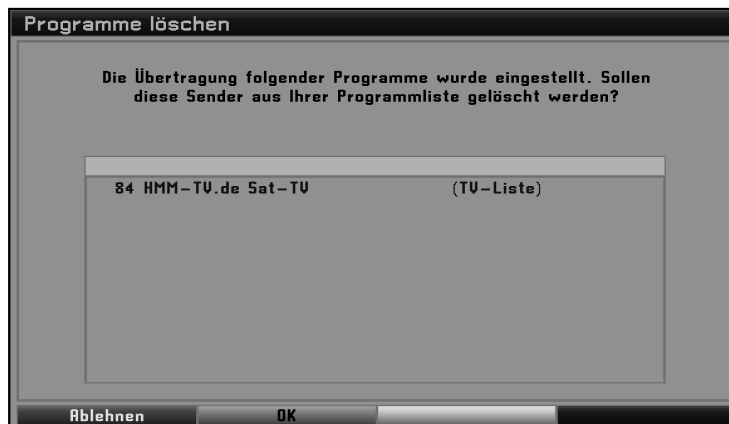 Programme löschen
Die Übertragung folgender Programme wurde eingestellt. Sollen
diese Sender aus Ihrer Programmliste gelöscht werden?
84 HMM-TV.de Sat-TV (TV-Liste)
Ablehnen OK